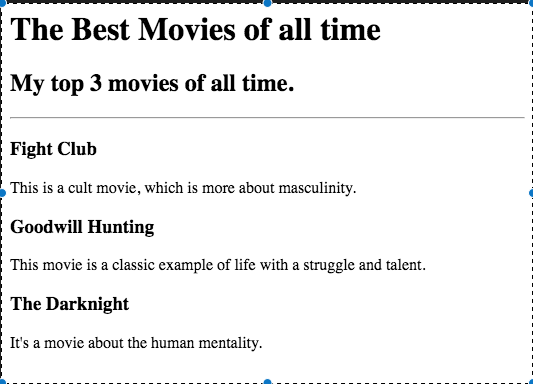 The Best Movies of all time
My top 3 movies of all time.
Fight Club
This is a cult movie, which is more about masculinity.
Goodwill Hunting
This movie is a classic example of life with a struggle and talent.
The Darknight
It's a movie about the human mentality.